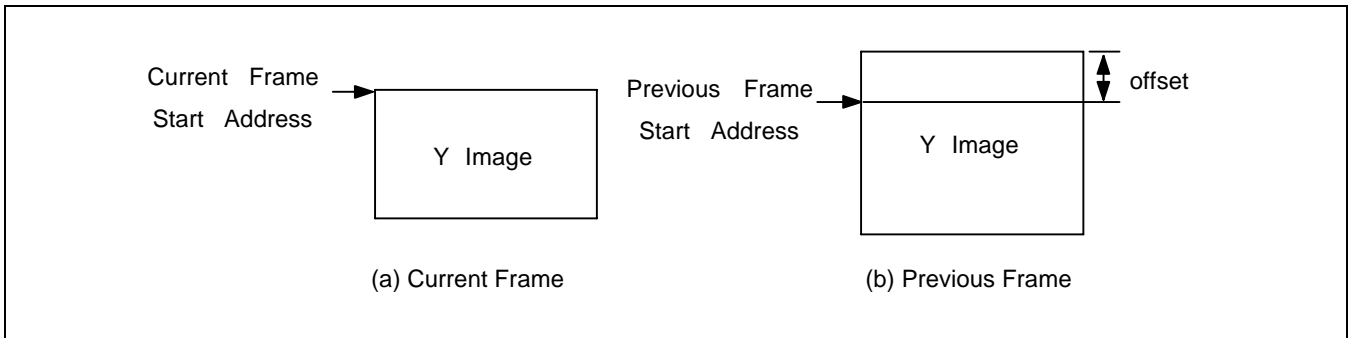 Current Frame
Start Address
Y Image
(a) Current Frame
Previous Frame
Start Address
offset
Y Image
(b) Previous Frame